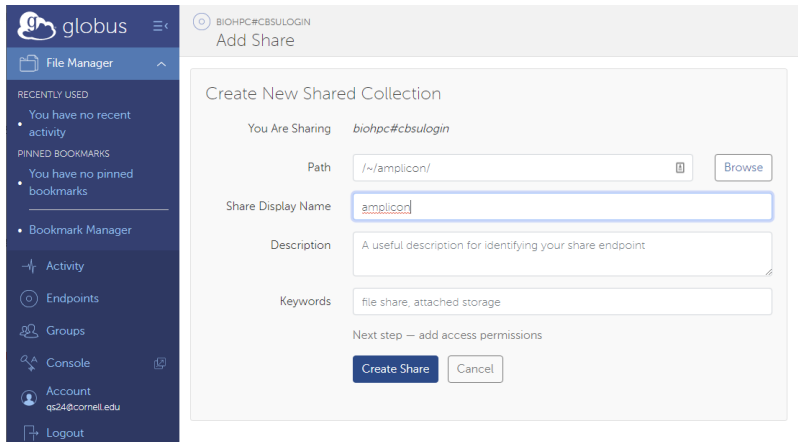 globus
File Manager
RECENTLY USED
You have no recent
activity
PINNED BOOKMARKS
You have no pinned
bookmarks
Bookmark Manager
Activity
Endpoints
Groups
Console
Account
qs24@cornell.edu
Logout
BIOHPC#CBSULOGIN
Add Share
Create New Shared Collection
You Are Sharing biohpc#cbsulogin
Path /~/amplicon/ Browse
Share Display Name amplicon
Description A useful description for identifying your share endpoint
Keywords file share, attached storage
Next step — add access permissions
Create Share Cancel